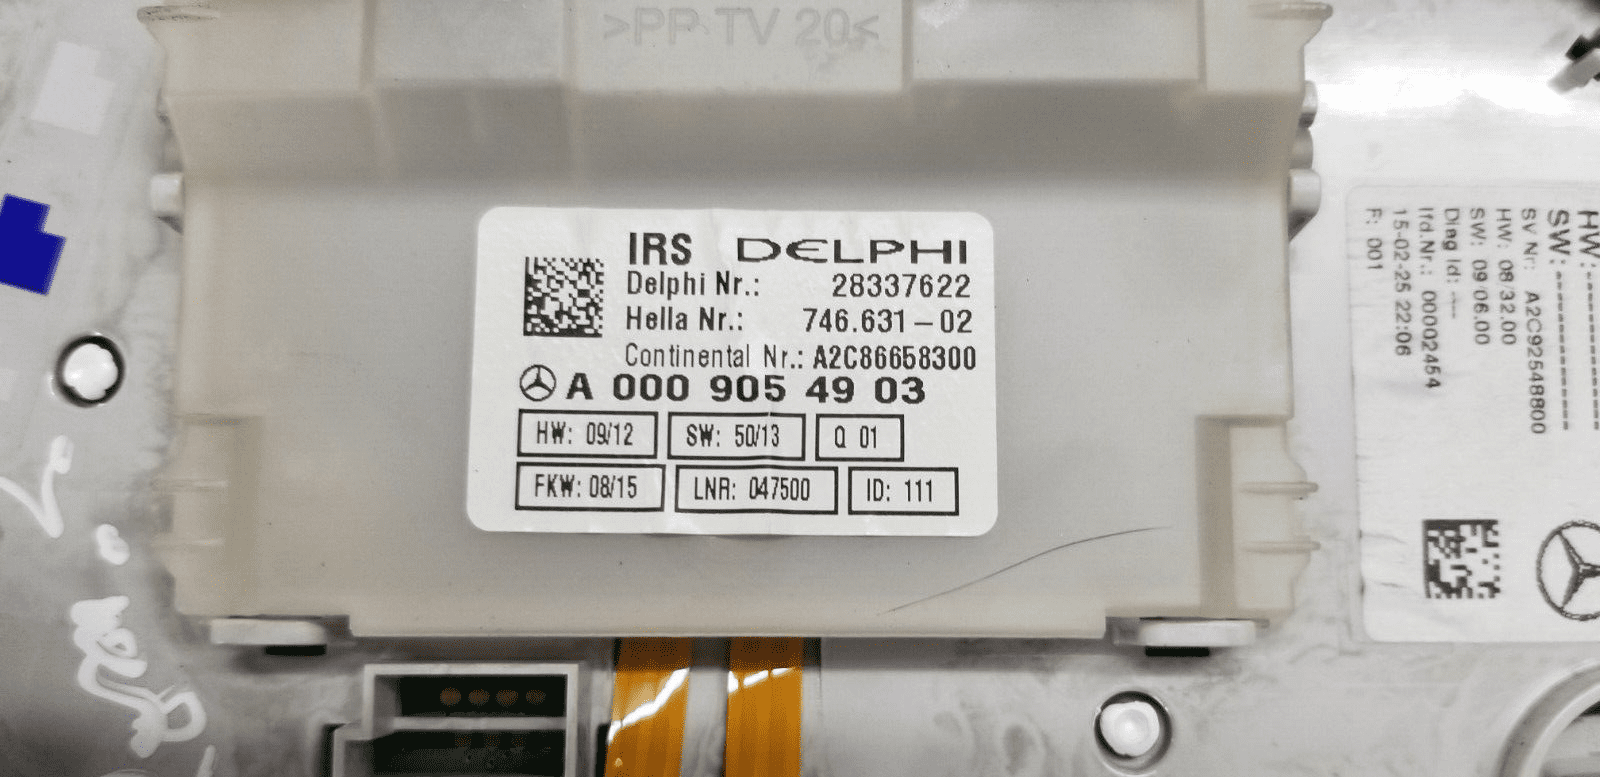 >PP TV 20<
IRS DELPHI
Delphi Nr.: 28337622
Hella Nr.: 746.631-02
Continental Nr.: A2C86658300
A 000 905 49 03
HW: 09/12 SW: 50/13 Q 01
FKW: 08/15 LNR: 047500 ID: 111
HW:-----------
SW:-----------
SV Nr: A2C92548800
HW: 08/32.00
SW: 09/06.00
Diag Id: ----
lfd.Nr.: 00002454
15-02-25 22:06
F: 001